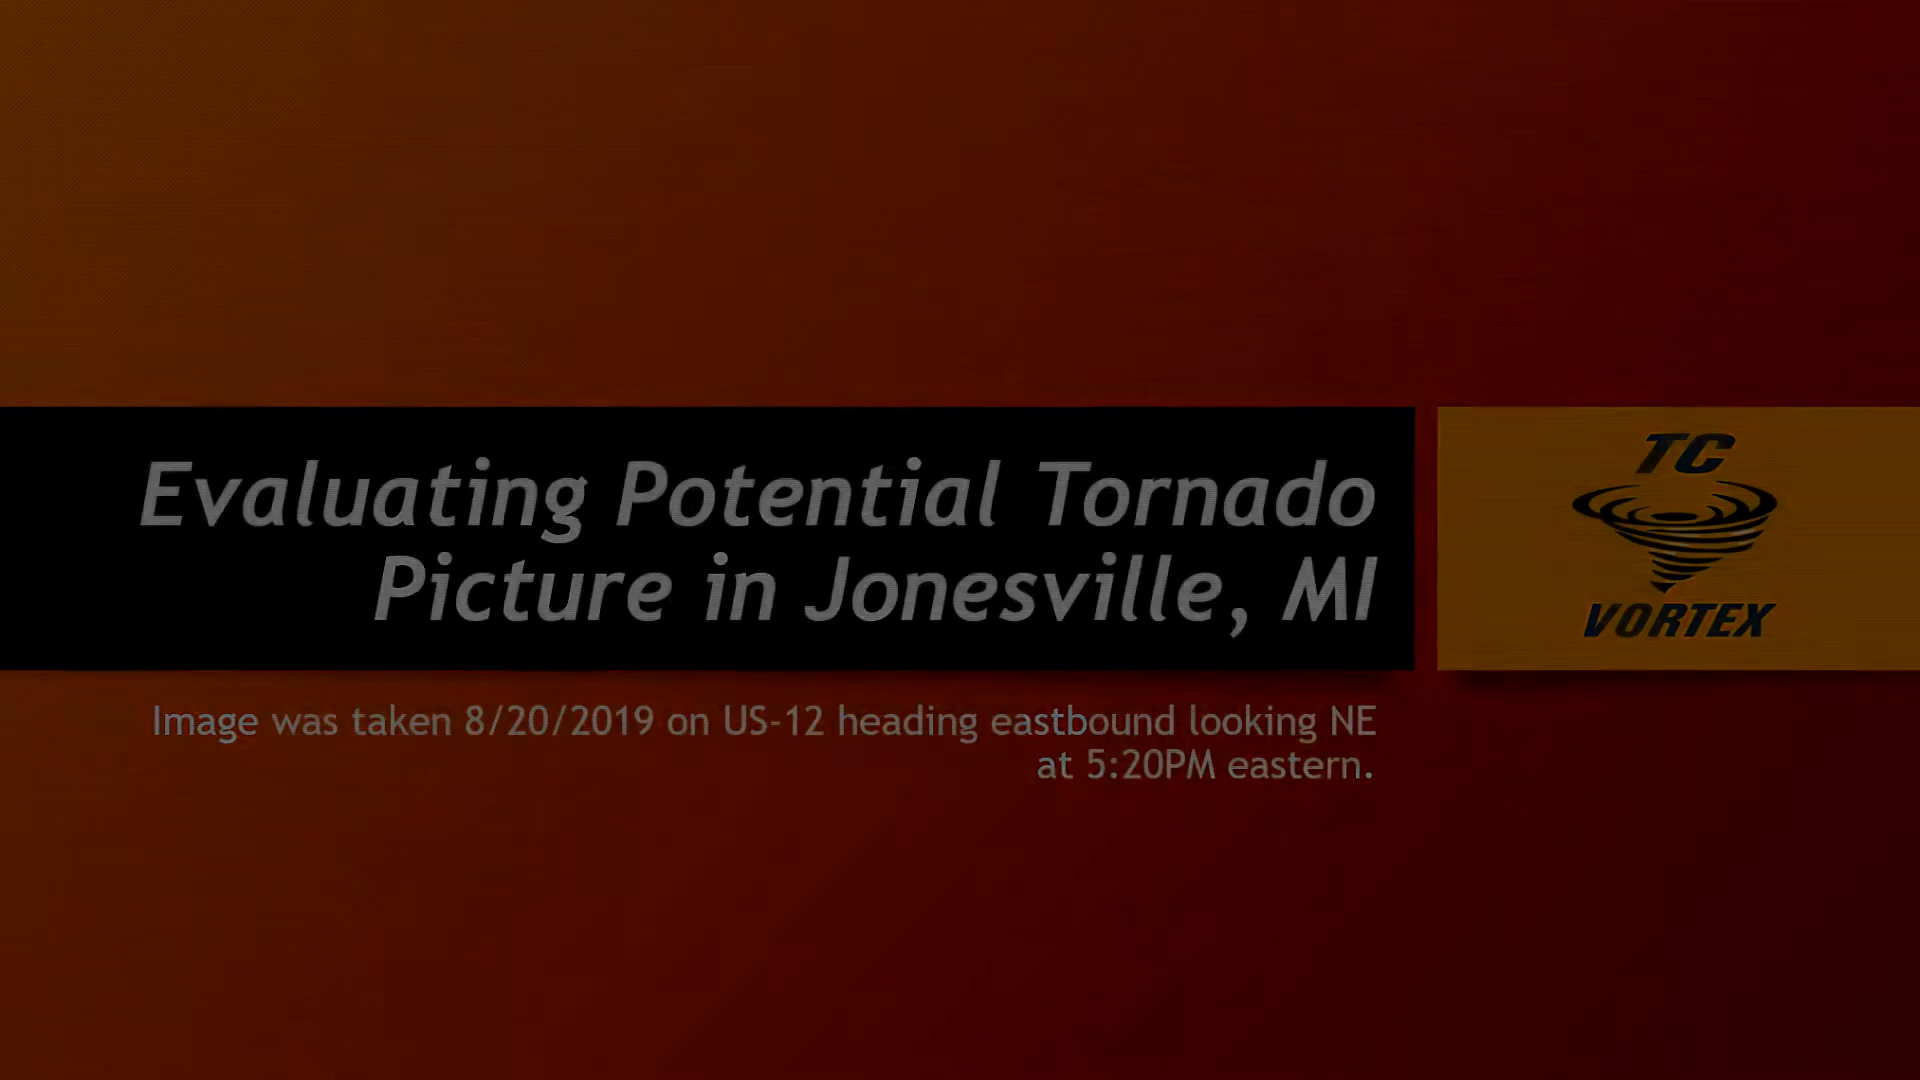 Evaluating Potential Tornado
Picture in Jonesville, MI
TC
VORTEX
Image was taken 8/20/2019 on US-12 heading eastbound looking NE
at 5:20PM eastern.